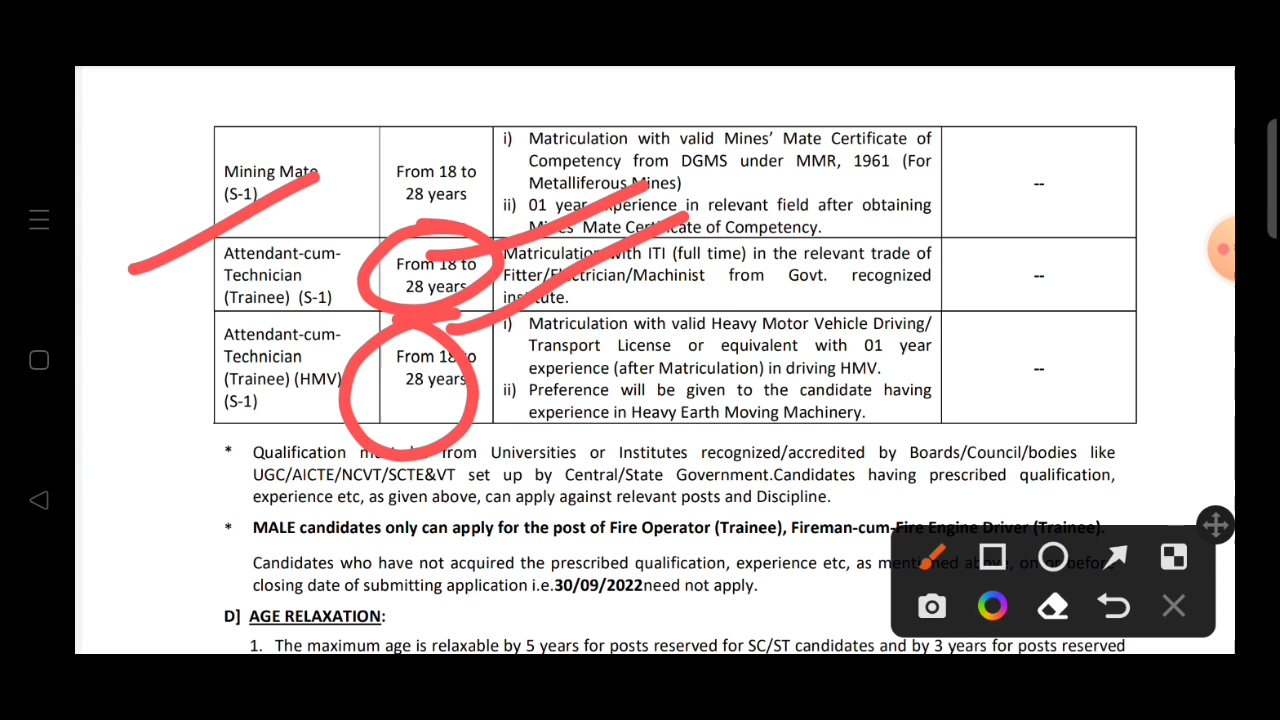 Mining Mate
(S-1)
From 18 to
28 years
i) Matriculation with valid Mines’ Mate Certificate of
Competency from DGMS under MMR, 1961 (For
Metalliferous Mines)
ii) 01 year experience in relevant field after obtaining
Mines’ Mate Certificate of Competency.
--
Attendant-cum-
Technician
(Trainee) (S-1)
From 18 to
28 years
Matriculation with ITI (full time) in the relevant trade of
Fitter/Electrician/Machinist from Govt. recognized
institute.
--
Attendant-cum-
Technician
(Trainee) (HMV)
(S-1)
From 18 to
28 years
i) Matriculation with valid Heavy Motor Vehicle Driving/
Transport License or equivalent with 01 year
experience (after Matriculation) in driving HMV.
ii) Preference will be given to the candidate having
experience in Heavy Earth Moving Machinery.
--
* Qualification must be from Universities or Institutes recognized/accredited by Boards/Council/bodies like
UGC/AICTE/NCVT/SCTE&VT set up by Central/State Government.Candidates having prescribed qualification,
experience etc, as given above, can apply against relevant posts and Discipline.
* MALE candidates only can apply for the post of Fire Operator (Trainee), Fireman-cum-Fire Engine Driver (Trainee).
Candidates who have not acquired the prescribed qualification, experience etc, as mentioned above, on or before
closing date of submitting application i.e.30/09/2022need not apply.
D] AGE RELAXATION:
1. The maximum age is relaxable by 5 years for posts reserved for SC/ST candidates and by 3 years for posts reserved